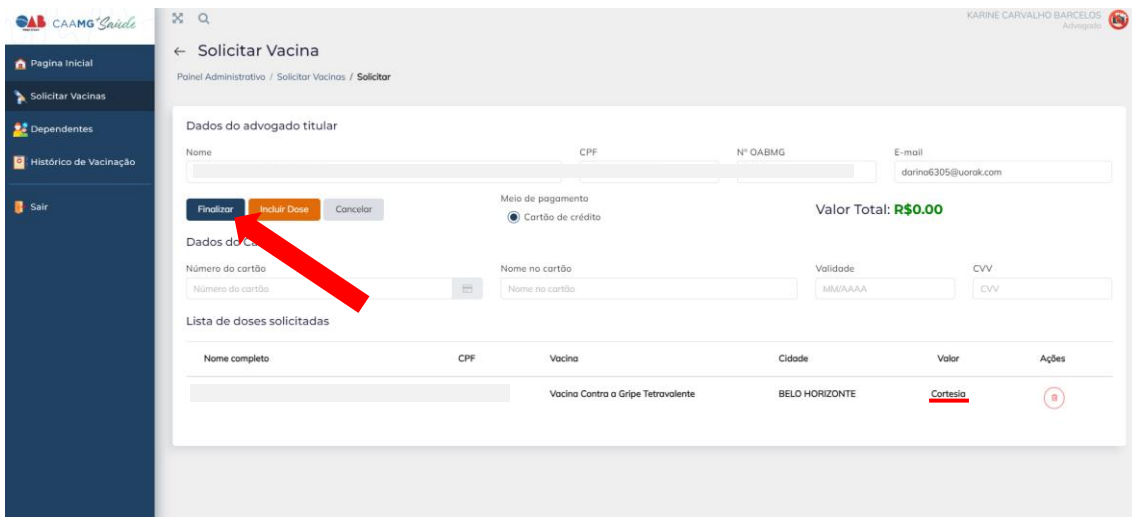 OAB CAAMG Saúde
KARINE CARVALHO BARCELOS
Advogado
← Solicitar Vacina
Painel Administrativo / Solicitar Vacinas / Solicitar
Pagina Inicial
Solicitar Vacinas
Dependentes
Histórico de Vacinação
Sair
Dados do advogado titular
Nome CPF Nº OABMG E-mail
darina6305@uorak.com
Finalizar Incluir Dose Cancelar
Meio de pagamento
Cartão de crédito
Valor Total: R$0.00
Dados do Ca
Número do cartão Nome no cartão Validade CVV
Número do cartão Nome no cartão MM/AAAA CVV
Lista de doses solicitadas
Nome completo CPF Vacina Cidade Valor Ações
Vacina Contra a Gripe Tetravalente BELO HORIZONTE Cortesia